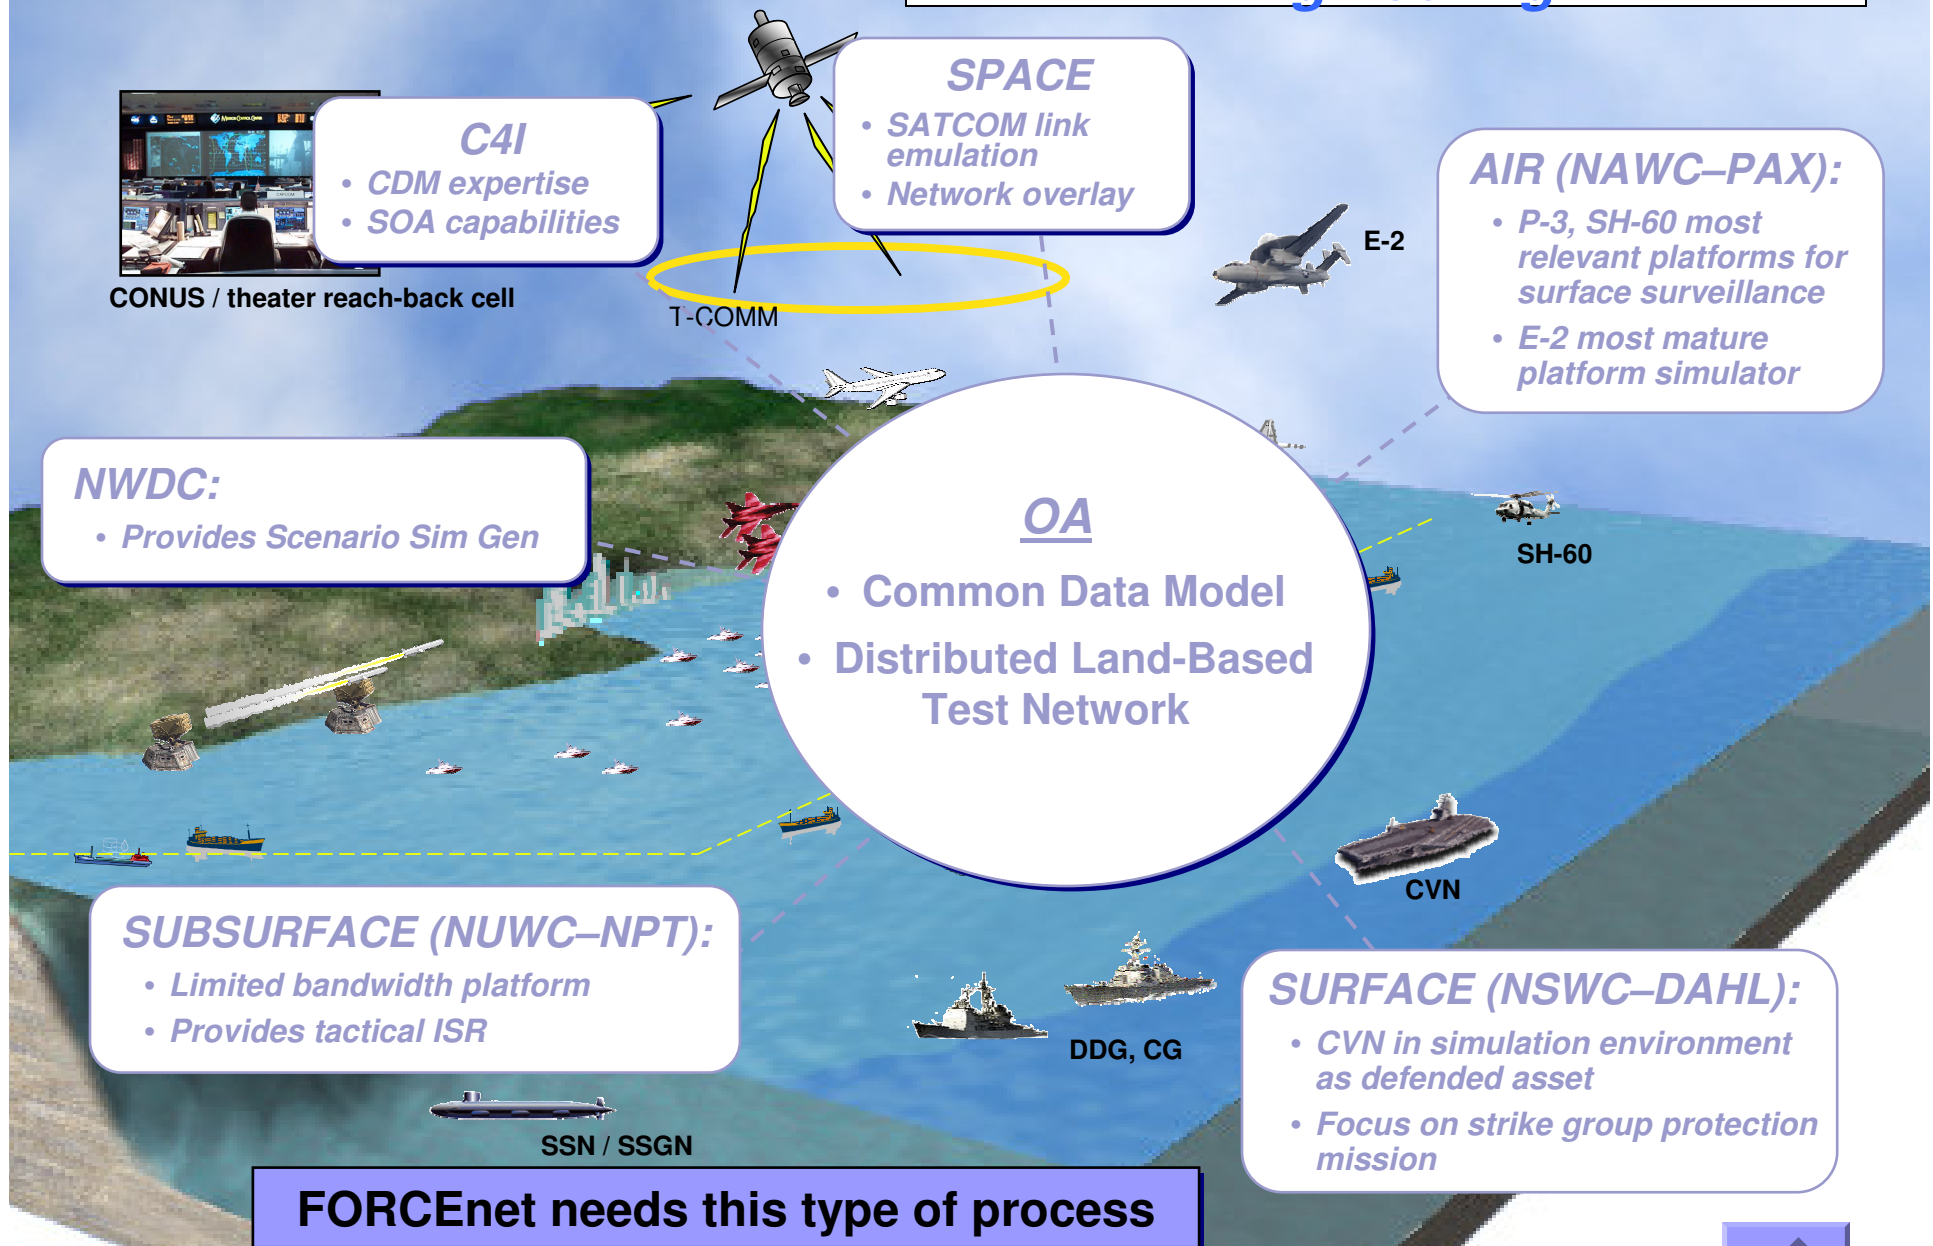 SPACE
• SATCOM link
emulation
• Network overlay
C4I
• CDM expertise
• SOA capabilities
CONUS / theater reach-back cell
T-COMM
AIR (NAWC–PAX):
• P-3, SH-60 most
relevant platforms for
surface surveillance
• E-2 most mature
platform simulator
E-2
NWDC:
• Provides Scenario Sim Gen
OA
• Common Data Model
• Distributed Land-Based
Test Network
SH-60
CVN
SUBSURFACE (NUWC–NPT):
• Limited bandwidth platform
• Provides tactical ISR
DDG, CG
SURFACE (NSWC–DAHL):
• CVN in simulation environment
as defended asset
• Focus on strike group protection
mission
SSN / SSGN
FORCEnet needs this type of process